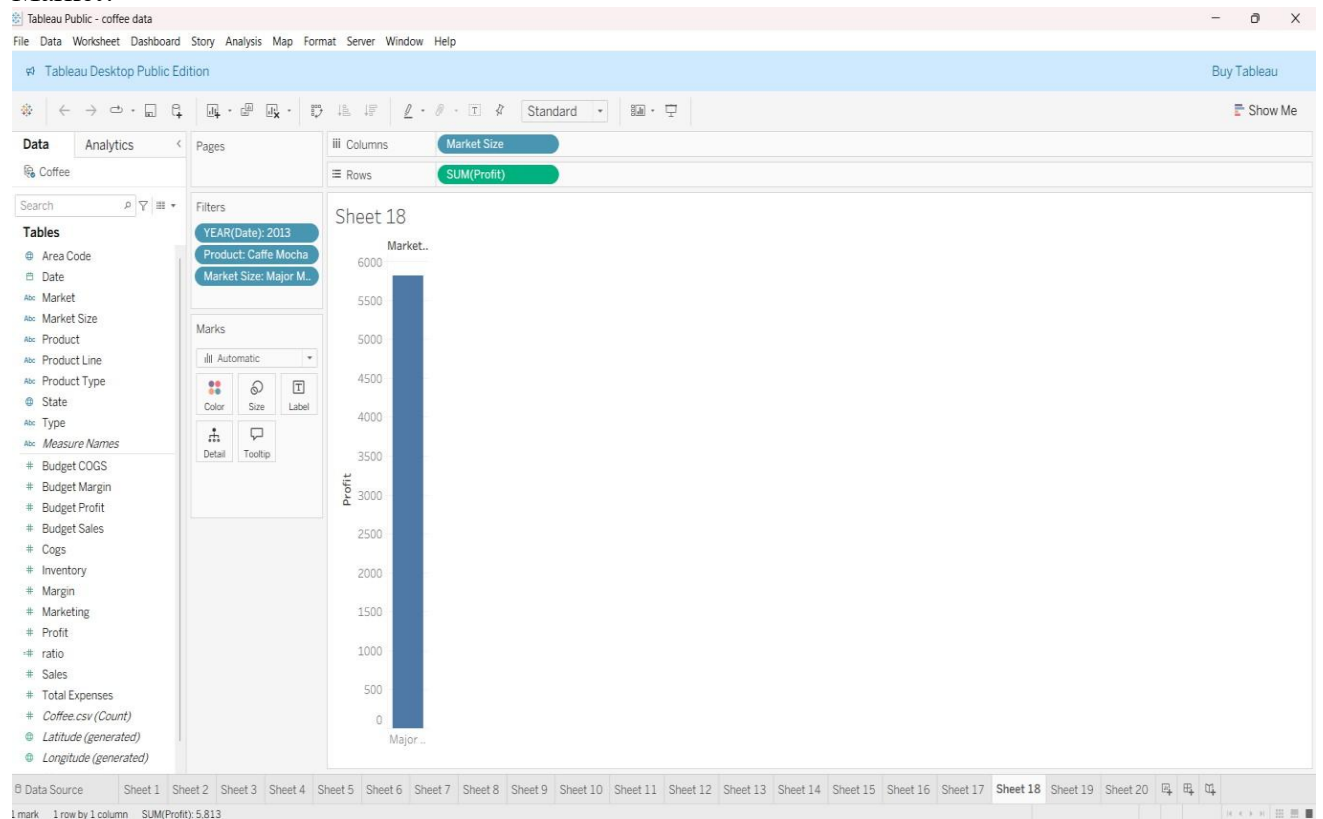 Tableau Public - coffee data
File Data Worksheet Dashboard Story Analysis Map Format Server Window Help
Tableau Desktop Public Edition Buy Tableau
Standard Show Me
Data Analytics
Pages
Columns Market Size
Coffee
Rows SUM(Profit)
Search
Filters
Sheet 18
Tables
YEAR(Date): 2013
Product: Caffe Mocha
Market Size: Major M..
Area Code
Date
Market
Market Size
Product
Product Line
Product Type
State
Type
Measure Names
Budget COGS
Budget Margin
Budget Profit
Budget Sales
Cogs
Inventory
Margin
Marketing
Profit
ratio
Sales
Total Expenses
Coffee.csv (Count)
Latitude (generated)
Longitude (generated)
Marks
Automatic
Color Size Label
Detail Tooltip
Market..
6000
5500
5000
4500
4000
3500
3000
2500
2000
1500
1000
500
0
Profit
Major ..
Data Source Sheet 1 Sheet 2 Sheet 3 Sheet 4 Sheet 5 Sheet 6 Sheet 7 Sheet 8 Sheet 9 Sheet 10 Sheet 11 Sheet 12 Sheet 13 Sheet 14 Sheet 15 Sheet 16 Sheet 17 Sheet 18 Sheet 19 Sheet 20
1 mark 1 row by 1 column SUM(Profit): 5,813